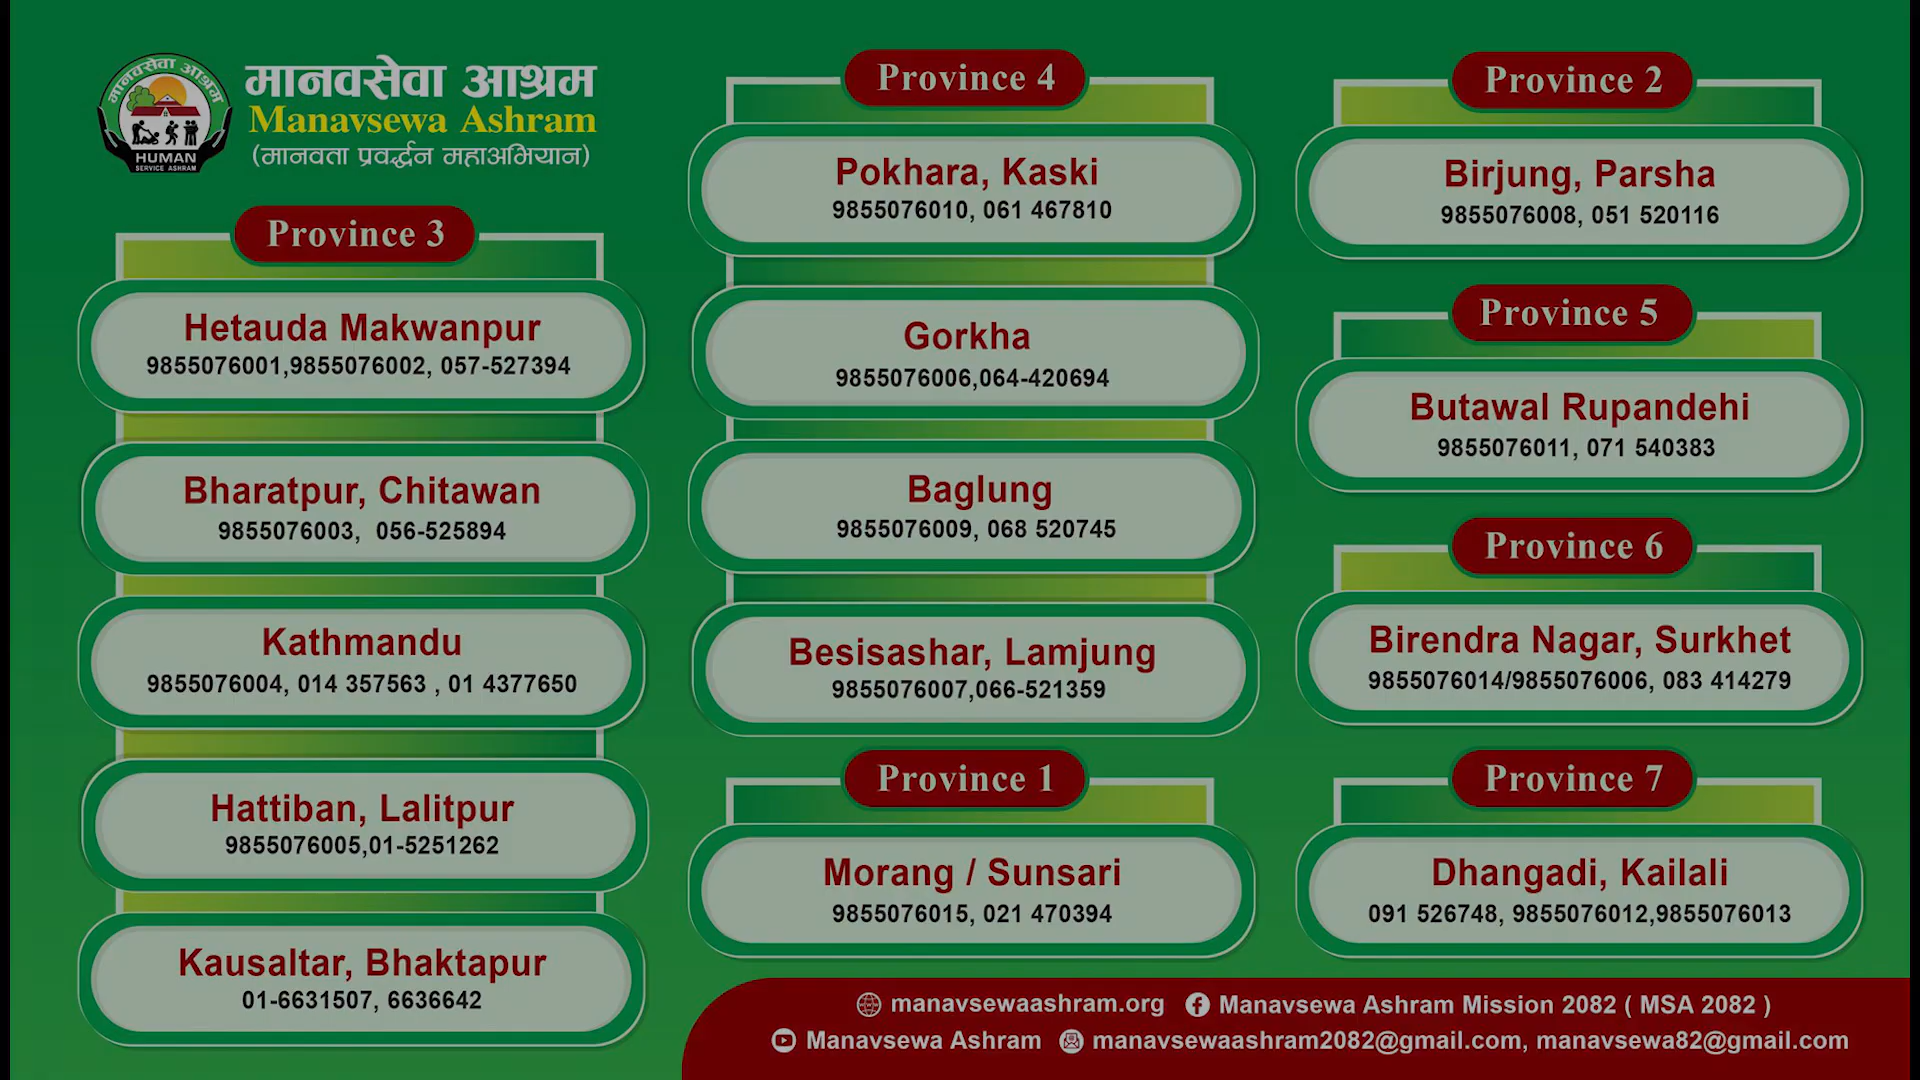 मानवसेवा आश्रम
Manavsewa Ashram
(मानवता प्रवर्द्धन महाअभियान)
मानवसेवा आश्रम
HUMAN
SERVICE ASHRAM
Province 3
Hetauda Makwanpur
9855076001,9855076002, 057-527394
Bharatpur, Chitawan
9855076003, 056-525894
Kathmandu
9855076004, 014 357563 , 01 4377650
Hattiban, Lalitpur
9855076005,01-5251262
Kausaltar, Bhaktapur
01-6631507, 6636642
Province 4
Pokhara, Kaski
9855076010, 061 467810
Gorkha
9855076006,064-420694
Baglung
9855076009, 068 520745
Besisashar, Lamjung
9855076007,066-521359
Province 1
Morang / Sunsari
9855076015, 021 470394
Province 2
Birjung, Parsha
9855076008, 051 520116
Province 5
Butawal Rupandehi
9855076011, 071 540383
Province 6
Birendra Nagar, Surkhet
9855076014/9855076006, 083 414279
Province 7
Dhangadi, Kailali
091 526748, 9855076012,9855076013
manavsewaashram.org Manavsewa Ashram Mission 2082 ( MSA 2082 )
Manavsewa Ashram manavsewaashram2082@gmail.com, manavsewa82@gmail.com